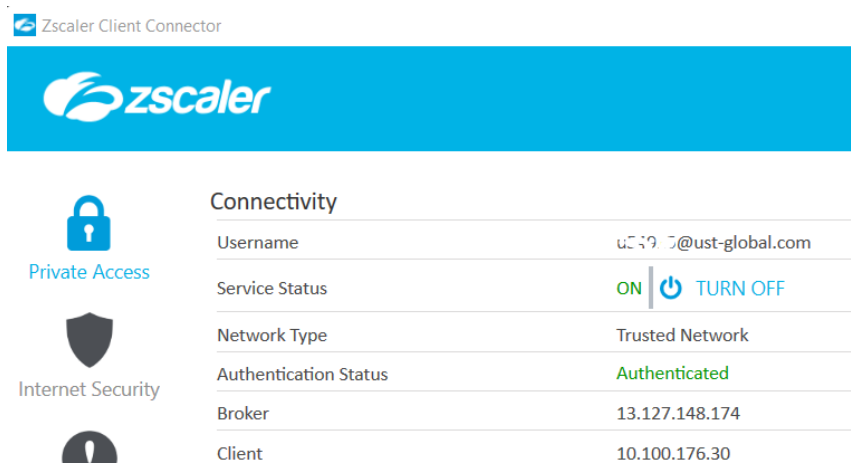 Zscaler Client Connector
zscaler
Connectivity
Username
@ust-global.com
Private Access
Service Status
ON
TURN OFF
Network Type
Trusted Network
Internet Security
Authentication Status
Authenticated
Broker
13.127.148.174
Client
10.100.176.30